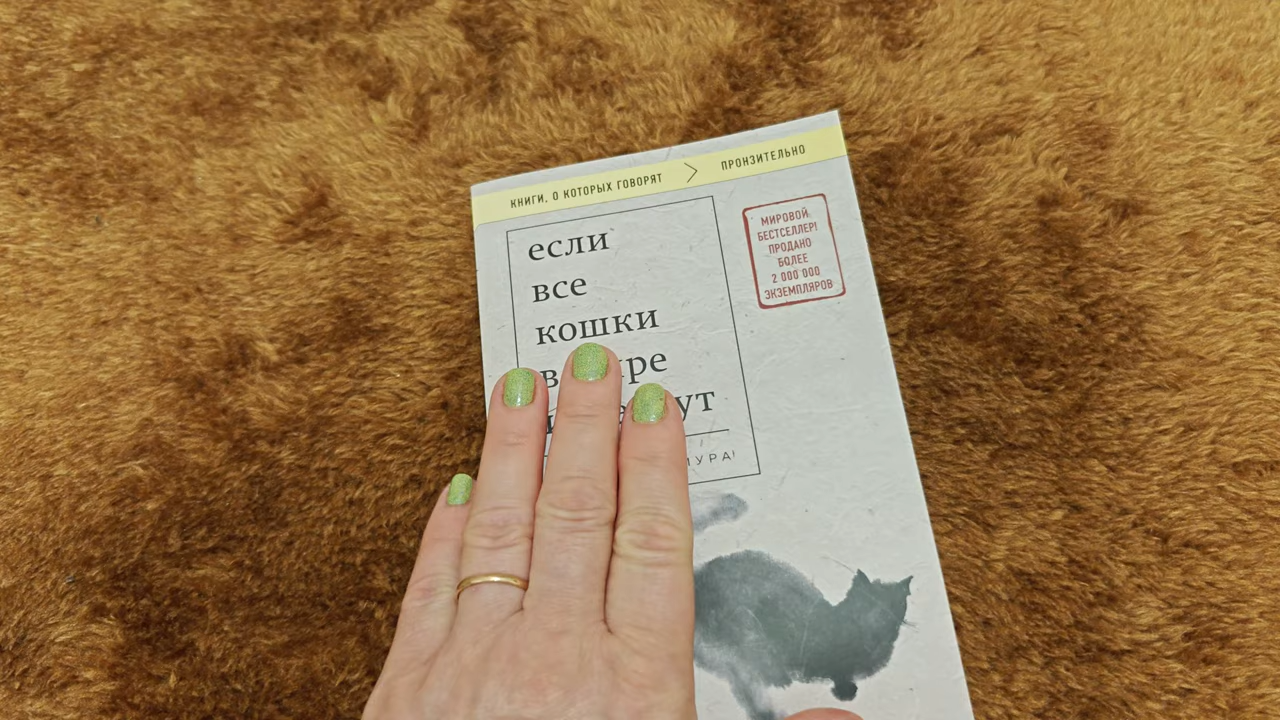 КНИГИ, О КОТОРЫХ ГОВОРЯТ > ПРОНЗИТЕЛЬНО
если
все
кошки
в
МИРОВОЙ
БЕСТСЕЛЛЕР!
ПРОДАНО
БОЛЕЕ
2 000 000
ЭКЗЕМПЛЯРОВ